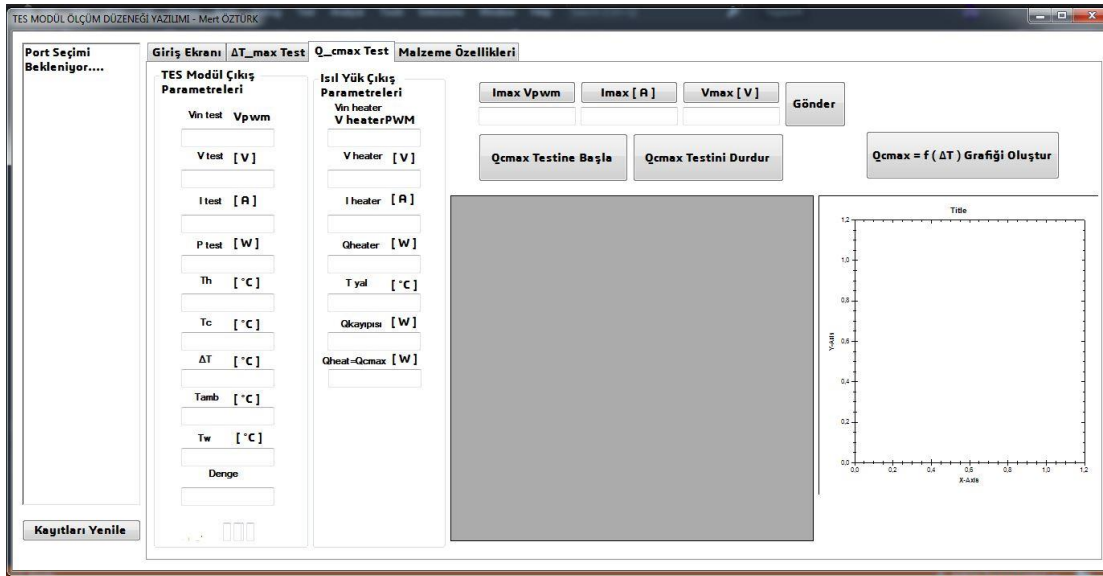 TES MODÜL ÖLÇÜM DÜZENEĞİ YAZILIMI - Mert ÖZTÜRK
Port Seçimi
Bekleniyor....
Kayıtları Yenile
Giriş Ekranı
ΔT_max Test
Q_cmax Test
Malzeme Özellikleri
TES Modül Çıkış
Parametreleri
Vin test Vpwm
V test [ V ]
I test [ A ]
P test [ W ]
Th [ °C ]
Tc [ °C ]
ΔT [ °C ]
Tamb [ °C ]
Tw [ °C ]
Denge
Isıl Yük Çıkış
Parametreleri
Vin heater
V heaterPWM
V heater [ V ]
I heater [ A ]
Qheater [ W ]
T yal [ °C ]
Qkayıpısı [ W ]
Qheat=Qcmax [ W ]
Imax Vpwm
Imax [ A ]
Vmax [ V ]
Gönder
Qcmax Testine Başla
Qcmax Testini Durdur
Qcmax = f ( ΔT ) Grafiği Oluştur
Title
1,2
1,0
0,8
0,6
0,4
0,2
0,0
Y-Axis
0,0 0,2 0,4 0,6 0,8 1,0 1,2
X-Axis